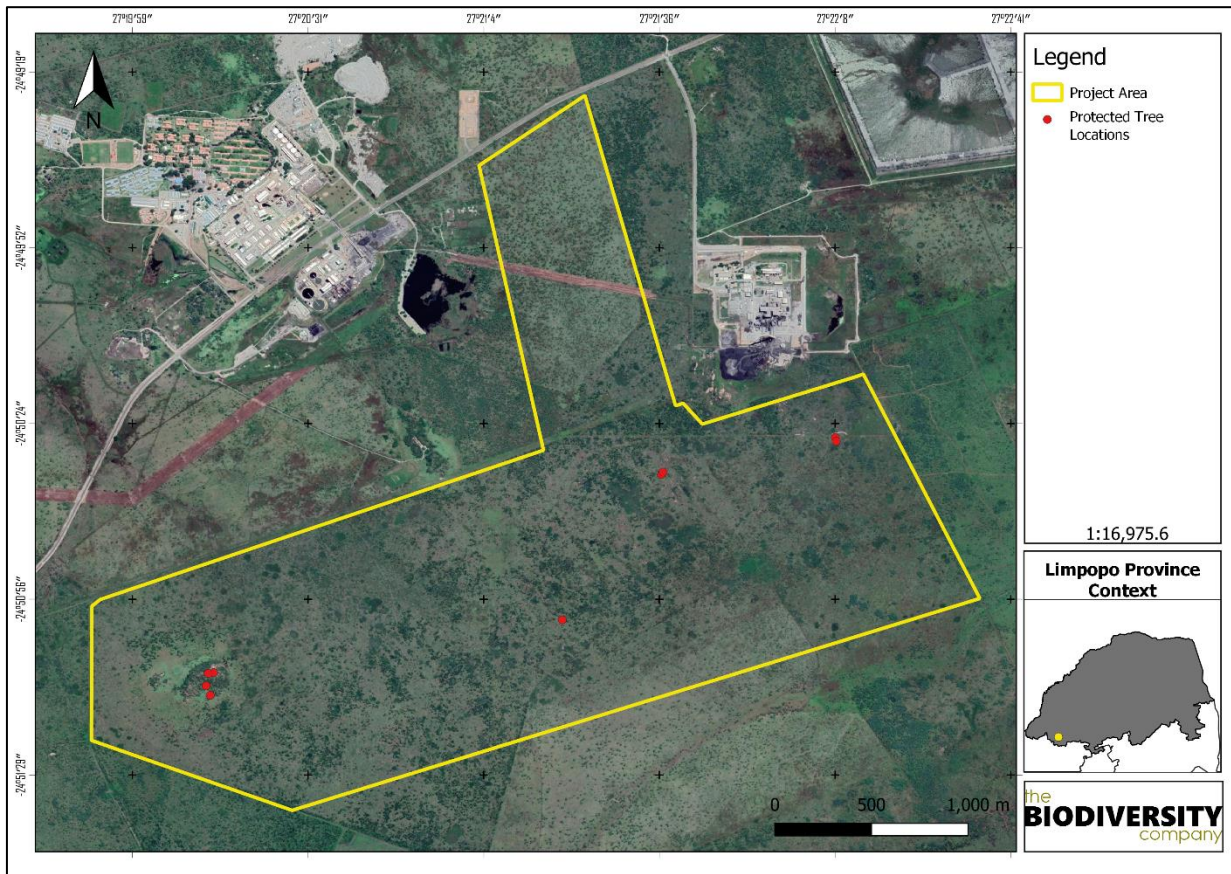 27°19′59″ 27°20′31″ 27°21′4″ 27°21′36″ 27°22′8″ 27°22′41″
-24°49′19″
-24°49′52″
-24°50′24″
-24°50′56″
-24°51′29″
N
0 500 1,000 m
Legend
Project Area
Protected Tree
Locations
1:16,975.6
Limpopo Province
Context
the
BIODIVERSITY
company